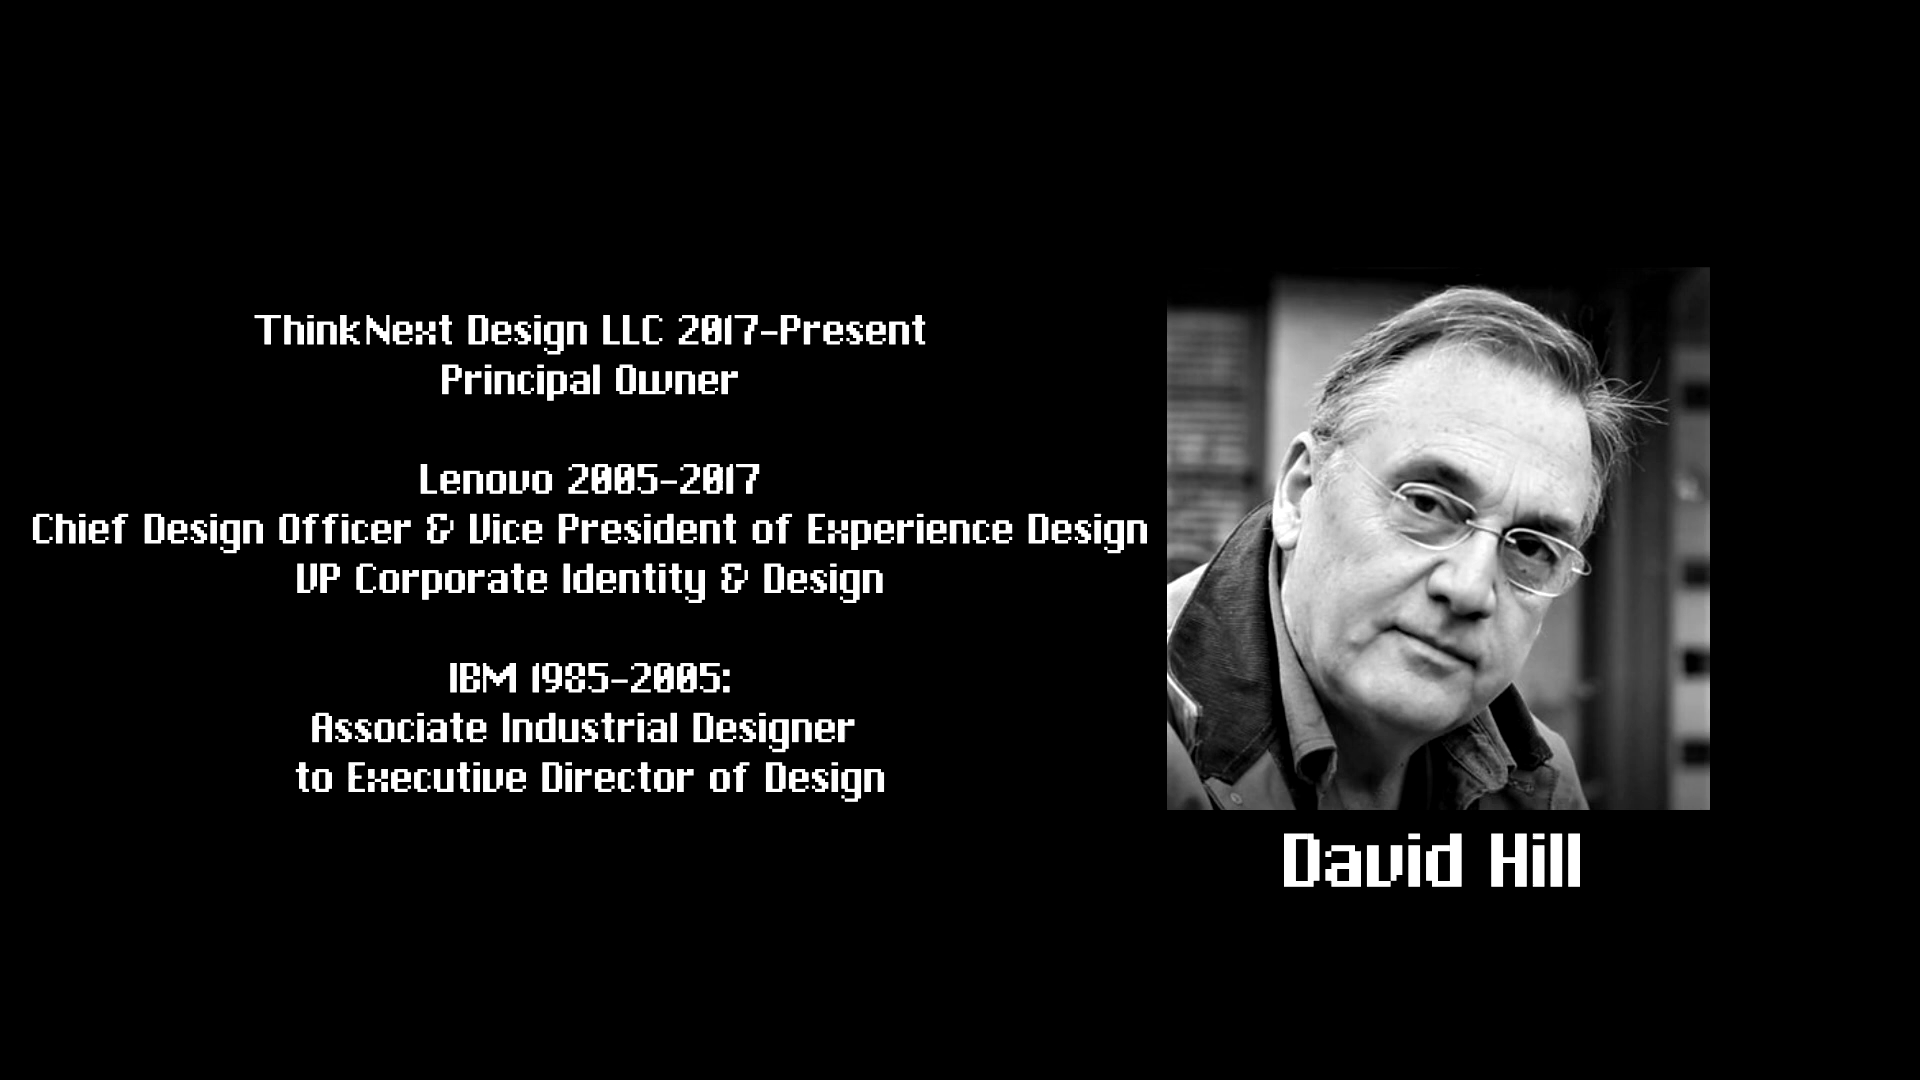 ThinkNext Design LLC 2017-Present
Principal Owner
Lenovo 2005-2017
Chief Design Officer & Vice President of Experience Design
VP Corporate Identity & Design
IBM 1985-2005:
Associate Industrial Designer
to Executive Director of Design
David Hill